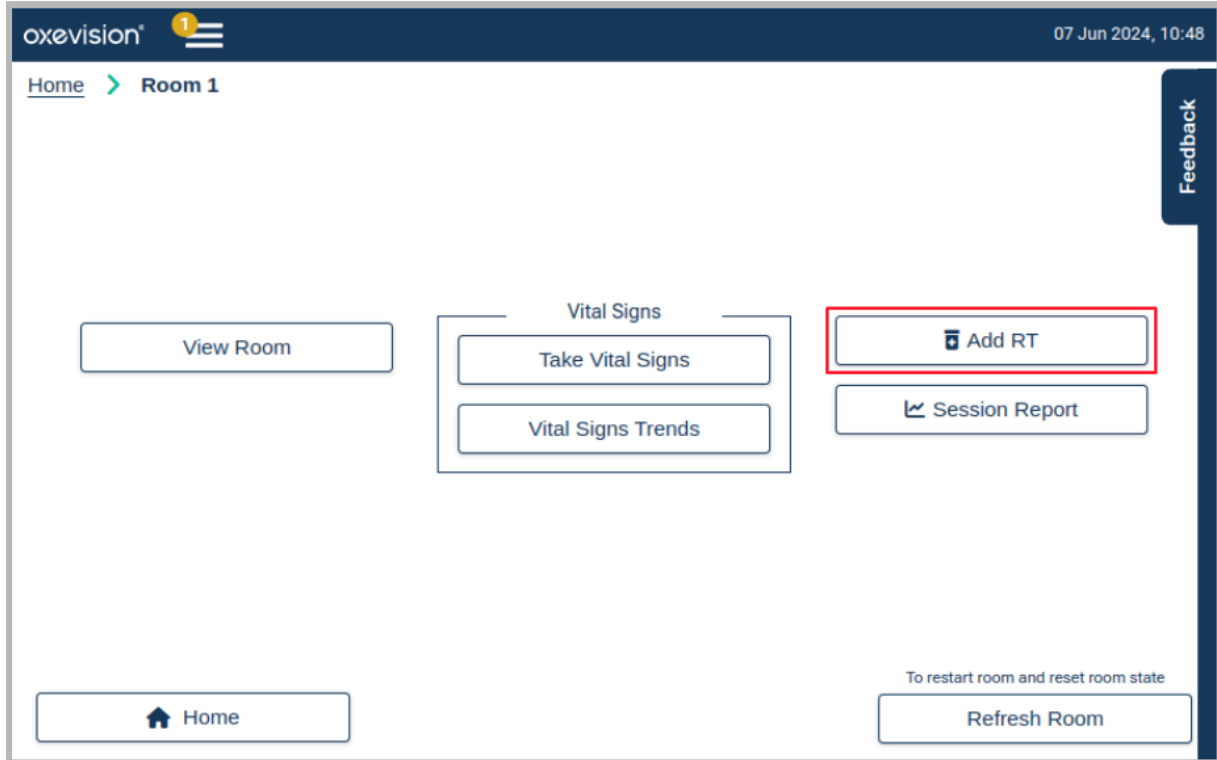 oxevision® 1 07 Jun 2024, 10:48
Home > Room 1
Feedback
View Room
Vital Signs
Take Vital Signs
Vital Signs Trends
Add RT
Session Report
To restart room and reset room state
Home
Refresh Room